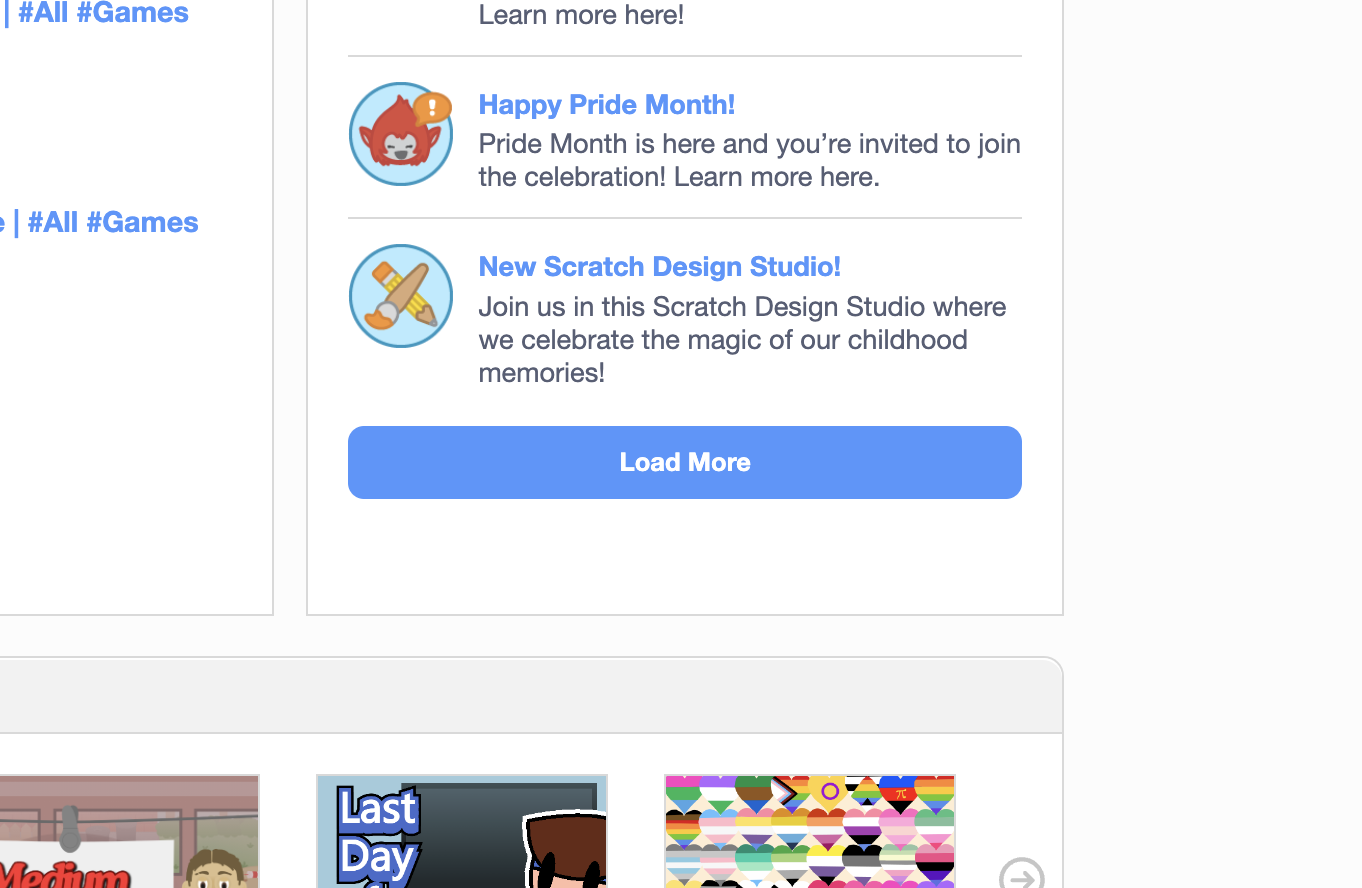 | #All #Games
Learn more here!
Happy Pride Month!
Pride Month is here and you’re invited to join
the celebration! Learn more here.
e | #All #Games
New Scratch Design Studio!
Join us in this Scratch Design Studio where
we celebrate the magic of our childhood
memories!
Load More
Medium
Last
Day
π